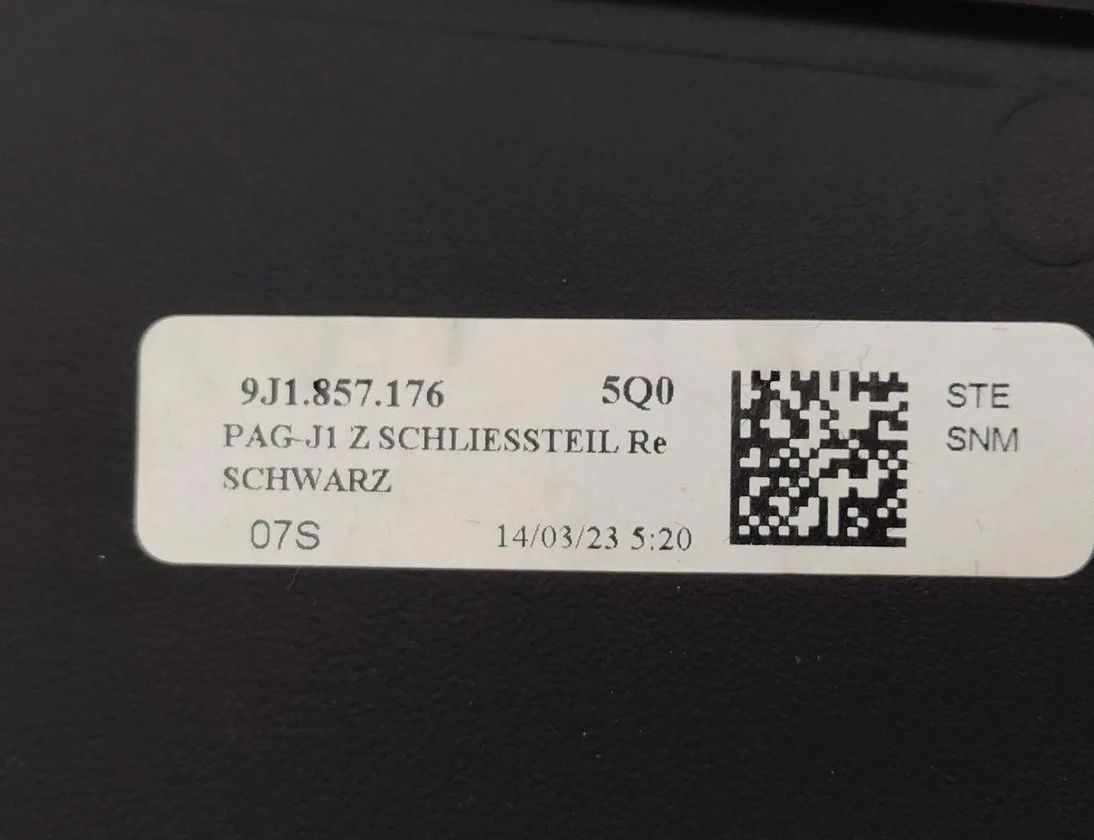 9J1.857.176 5Q0
PAG-J1 Z SCHLIESSTEIL Re
SCHWARZ
07S 14/03/23 5:20
STE
SNM